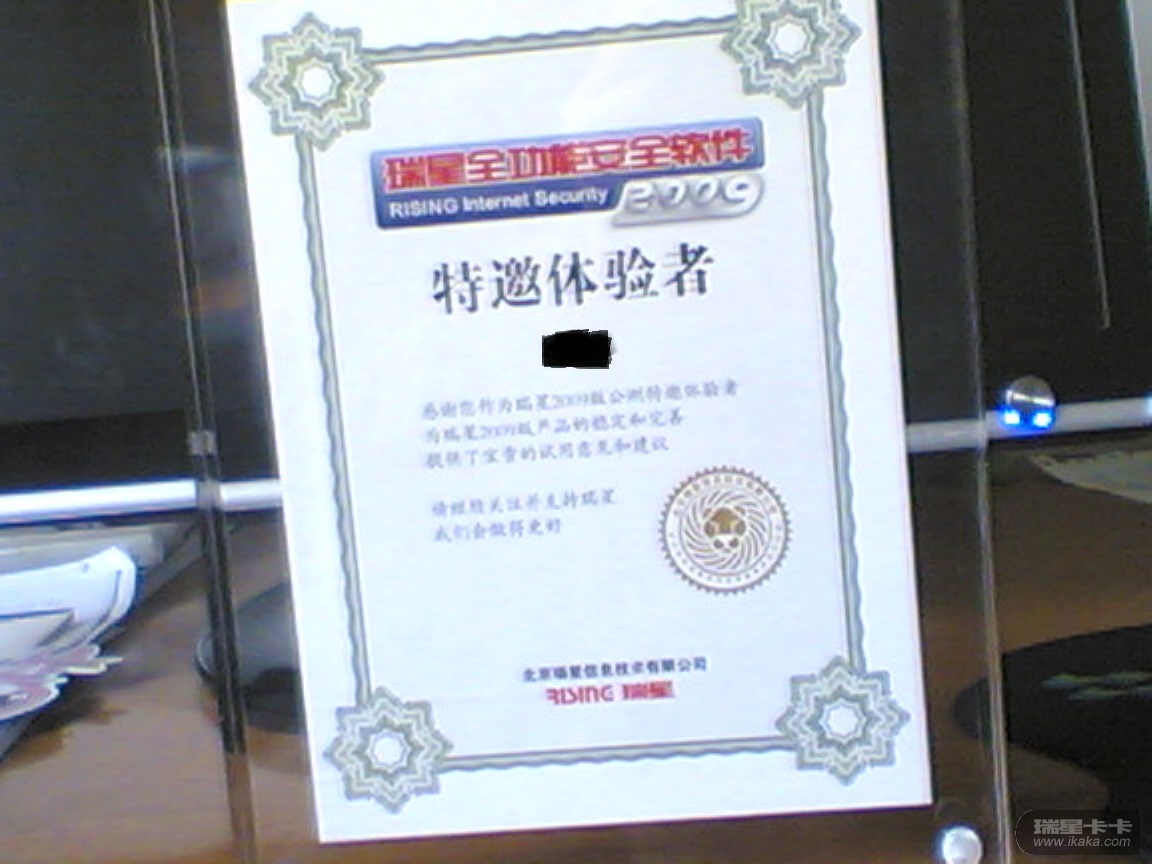 瑞星全功能安全软件
RISING Internet Security 2009
特邀体验者
感谢您作为瑞星2009版公测特邀体验者
为瑞星2009版产品的稳定和完善
提供了宝贵的试用意见和建议
请继续关注并支持瑞星
我们会做得更好
北京瑞星信息技术有限公司
RISING 瑞星
瑞星卡卡
www.ikaka.com